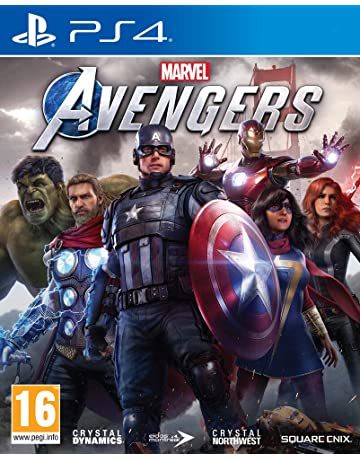 PS4
MARVEL
AVENGERS
A
16
www.pegi.info
CRYSTAL
DYNAMICS
eidos
montréal
CRYSTAL
NORTHWEST
SQUARE ENIX